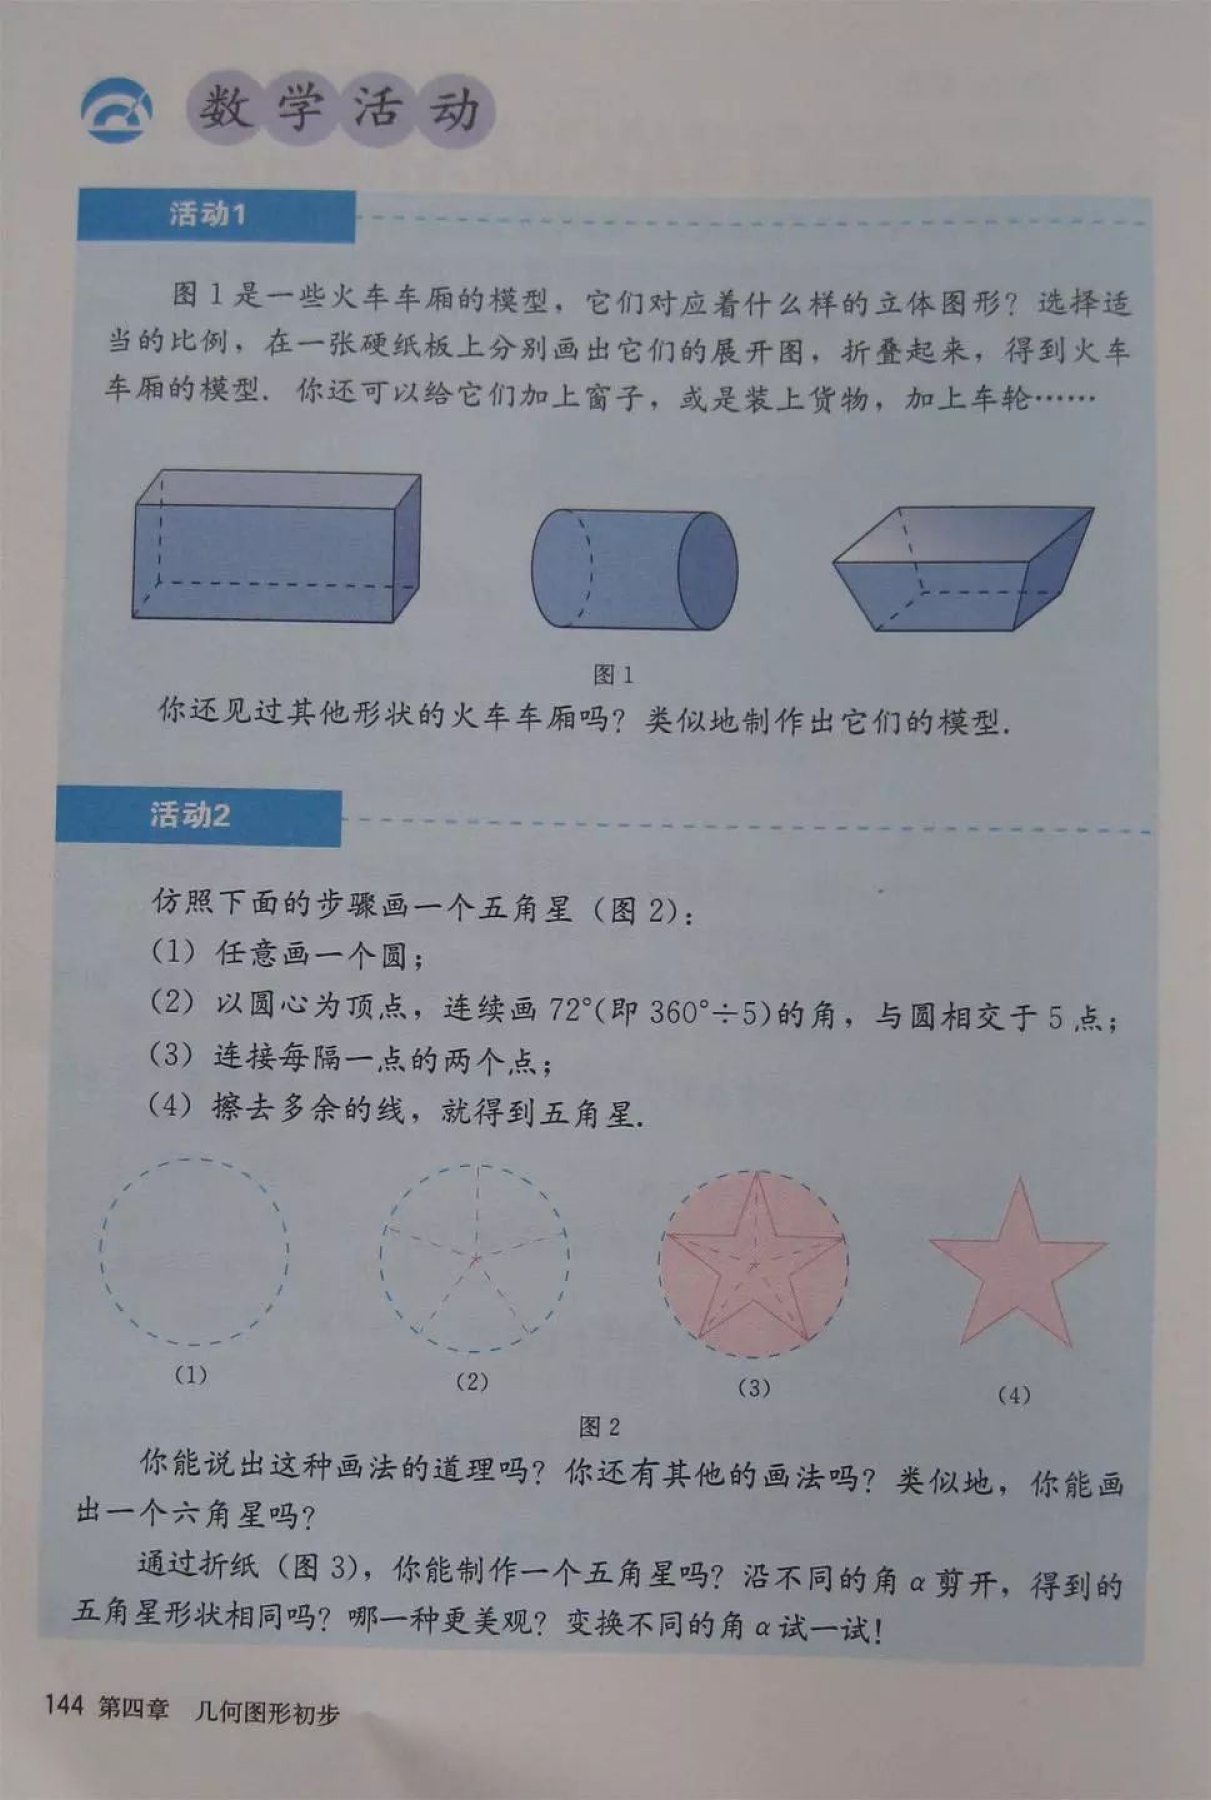 数学活动
活动1
图1是一些火车车厢的模型，它们对应着什么样的立体图形？选择适
当的比例，在一张硬纸板上分别画出它们的展开图，折叠起来，得到火车
车厢的模型．你还可以给它们加上窗子，或是装上货物，加上车轮……
图1
你还见过其他形状的火车车厢吗？类似地制作出它们的模型．
活动2
仿照下面的步骤画一个五角星（图2）：
（1）任意画一个圆；
（2）以圆心为顶点，连续画72°(即360°÷5)的角，与圆相交于5点；
（3）连接每隔一点的两个点；
（4）擦去多余的线，就得到五角星．
（1）
（2）
（3）
（4）
图2
你能说出这种画法的道理吗？你还有其他的画法吗？类似地，你能画
出一个六角星吗？
通过折纸（图3），你能制作一个五角星吗？沿不同的角α剪开，得到的
五角星形状相同吗？哪一种更美观？变换不同的角α试一试！
144 第四章 几何图形初步